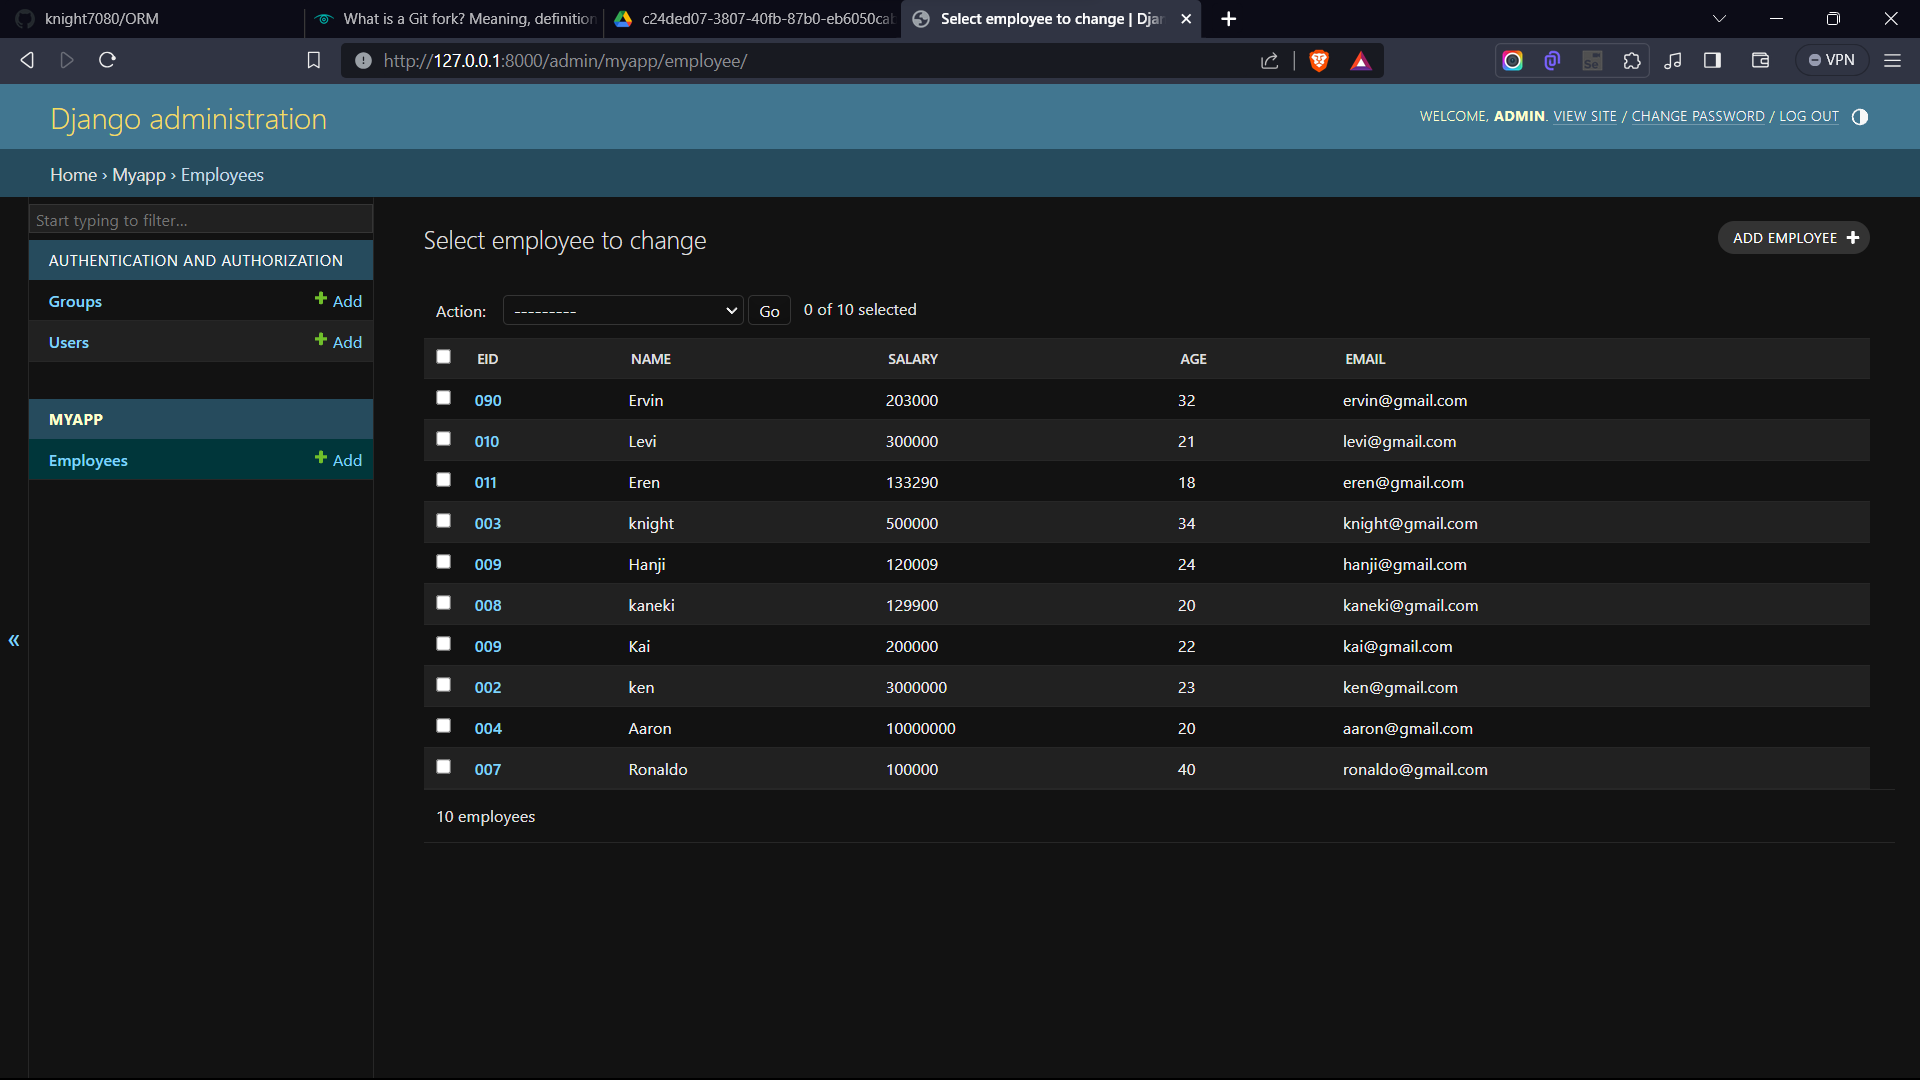 knight7080/ORM
What is a Git fork? Meaning, definition
c24ded07-3807-40fb-87b0-eb6050cab
Select employee to change | Djan
http://127.0.0.1:8000/admin/myapp/employee/
Se
VPN
Django administration
WELCOME, ADMIN. VIEW SITE / CHANGE PASSWORD / LOG OUT
Home › Myapp › Employees
Start typing to filter...
AUTHENTICATION AND AUTHORIZATION
Groups + Add
Users + Add
MYAPP
Employees + Add
«
Select employee to change
ADD EMPLOYEE +
Action: --------- Go 0 of 10 selected
EID NAME SALARY AGE EMAIL
090 Ervin 203000 32 ervin@gmail.com
010 Levi 300000 21 levi@gmail.com
011 Eren 133290 18 eren@gmail.com
003 knight 500000 34 knight@gmail.com
009 Hanji 120009 24 hanji@gmail.com
008 kaneki 129900 20 kaneki@gmail.com
009 Kai 200000 22 kai@gmail.com
002 ken 3000000 23 ken@gmail.com
004 Aaron 10000000 20 aaron@gmail.com
007 Ronaldo 100000 40 ronaldo@gmail.com
10 employees